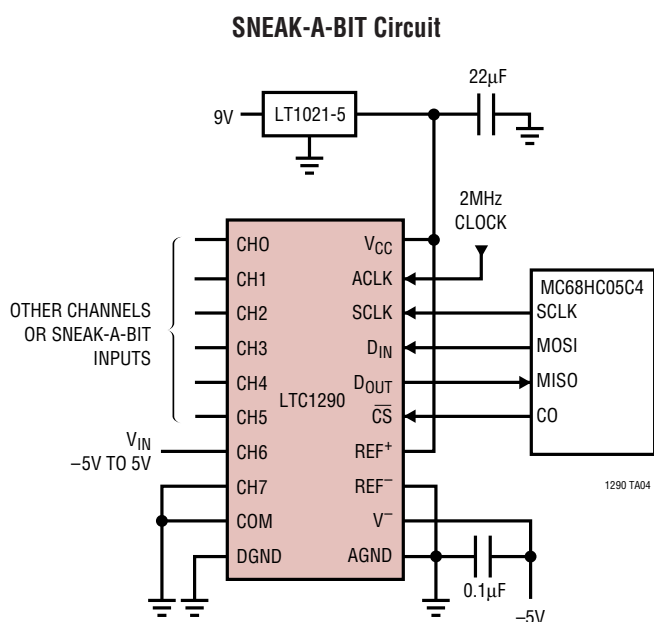 SNEAK-A-BIT Circuit
22µF
9V
LT1021-5
2MHz
CLOCK
CH0
CH1
CH2
CH3
CH4
CH5
CH6
CH7
COM
DGND
LTC1290
VCC
ACLK
SCLK
DIN
DOUT
CS
REF+
REF–
V–
AGND
MC68HC05C4
SCLK
MOSI
MISO
CO
OTHER CHANNELS
OR SNEAK-A-BIT
INPUTS
VIN
–5V TO 5V
1290 TA04
0.1µF
–5V